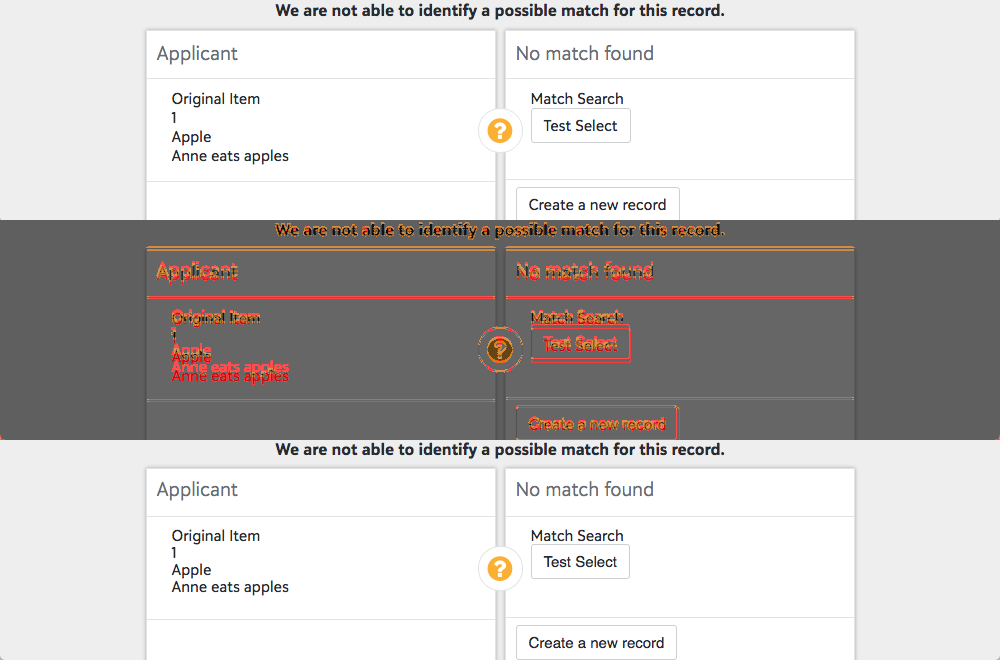 We are not able to identify a possible match for this record.
Applicant
No match found
Original Item
1
Apple
Anne eats apples
Match Search
Test Select
?
Create a new record
We are not able to identify a possible match for this record.
Applicant
No match found
Original Item
1
Apple
Apple
Anne eats apples
Anne eats apples
Match Search
Test Select
?
Create a new record
We are not able to identify a possible match for this record.
Applicant
No match found
Original Item
1
Apple
Anne eats apples
Match Search
Test Select
?
Create a new record